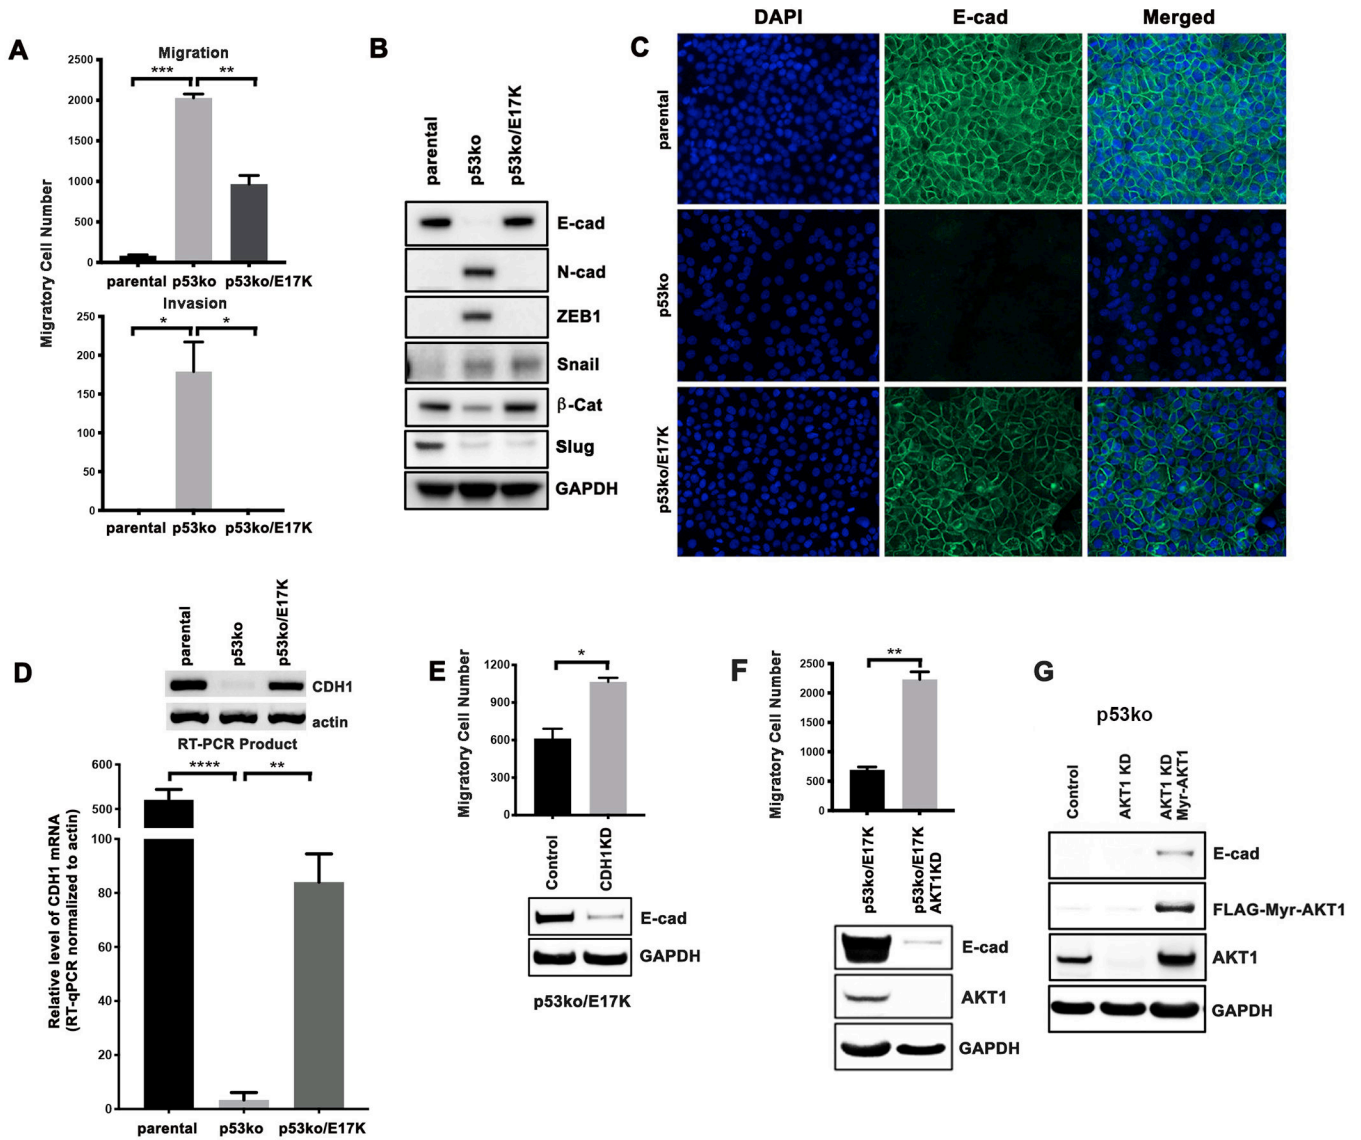 A
Migration
2500
2000
1500
1000
500
0
*** **
parental p53ko p53ko/E17K
Invasion
250
200
150
100
50
0
* *
parental p53ko p53ko/E17K
Migratory Cell Number
B
parental
p53ko
p53ko/E17K
E-cad
N-cad
ZEB1
Snail
β-Cat
Slug
GAPDH
C
DAPI E-cad Merged
parental
p53ko
p53ko/E17K
D
parental
p53ko
p53ko/E17K
CDH1
actin
RT-PCR Product
Relative level of CDH1 mRNA
(RT-qPCR normalized to actin)
600
500
100
80
60
40
20
0
**** **
parental p53ko p53ko/E17K
E
Migratory Cell Number
1200
900
600
300
0
*
Control
CDH1KD
E-cad
GAPDH
p53ko/E17K
F
Migratory Cell Number
2500
2000
1500
1000
500
0
**
p53ko/E17K
p53ko/E17K
AKT1KD
E-cad
AKT1
GAPDH
G
p53ko
Control
AKT1 KD
AKT1 KD
Myr-AKT1
E-cad
FLAG-Myr-AKT1
AKT1
GAPDH